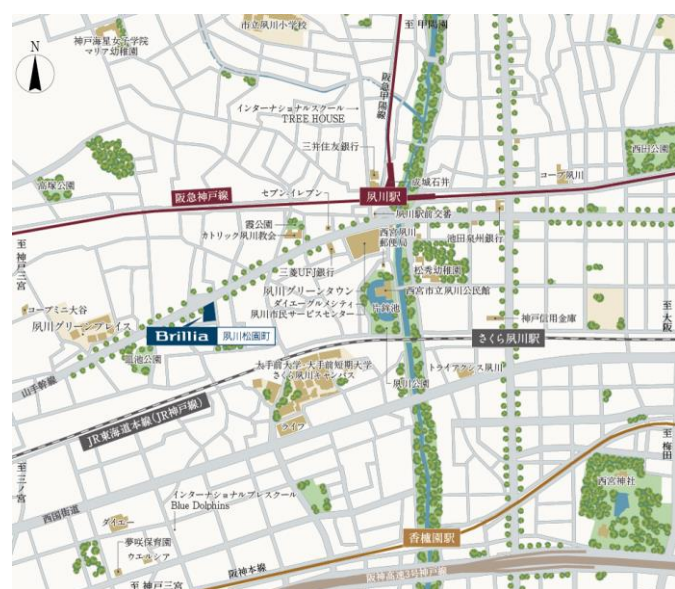 市立夙川小学校
至 甲陽園
神戸海星女子学院
マリア幼稚園
N
阪急甲陽線
インターナショナルスクール→
TREE HOUSE
三井住友銀行
西田公園
コープ夙川
成城石井
高塚公園
セブン-イレブン
阪急神戸線
夙川駅
夙川駅前交番
霞公園
カトリック夙川教会
西宮夙川
郵便局
池田泉州銀行
至 神戸三宮
三菱UFJ銀行
松秀幼稚園
夙川グリーンタウン
ダイエーグルメシティ
夙川市民サービスセンター
片鉾池
西宮市立夙川公民館
至 大阪
コープミニ大谷
夙川グリーンプレイス
神戸信用金庫
Brillia
夙川松園町
さくら夙川駅
二池公園
大手前大学・大手前短期大学
さくら夙川キャンパス
トライアランス夙川
山手幹線
夙川公園
JR東海道本線(JR神戸線)
ライフ
至 梅田
至 三ノ宮
西宮神社
インターナショナルプレスクール
Blue Dolphins
西国街道
ダイエー
夢咲保育園
ウエルシア
香櫨園駅
阪神本線
至 神戸三宮
阪神高速3号神戸線